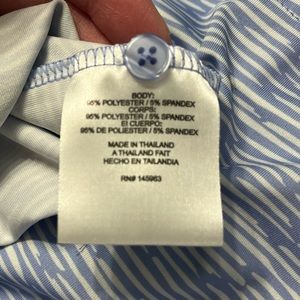 BODY:
95% POLYESTER / 5% SPANDEX
CORPS:
95% POLYESTER / 5% SPANDEX
El CUERPO:
95% DE POLIESTER / 5% SPANDEX
MADE IN THAILAND
A THAILAND FAIT
HECHO EN TAILANDIA
RN# 145963